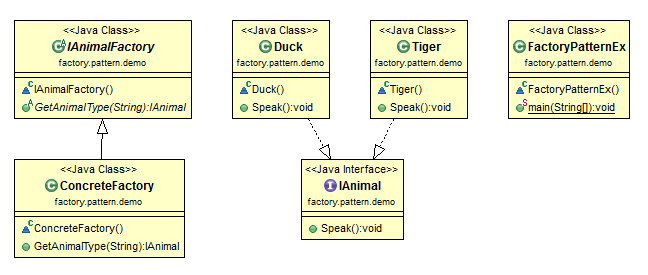 <<Java Class>>
IAnimalFactory
factory.pattern.demo
IAnimalFactory()
GetAnimalType(String):IAnimal
<<Java Class>>
Duck
factory.pattern.demo
Duck()
Speak():void
<<Java Class>>
Tiger
factory.pattern.demo
Tiger()
Speak():void
<<Java Class>>
FactoryPatternEx
factory.pattern.demo
FactoryPatternEx()
main(String[]):void
<<Java Class>>
ConcreteFactory
factory.pattern.demo
ConcreteFactory()
GetAnimalType(String):IAnimal
<<Java Interface>>
IAnimal
factory.pattern.demo
Speak():void